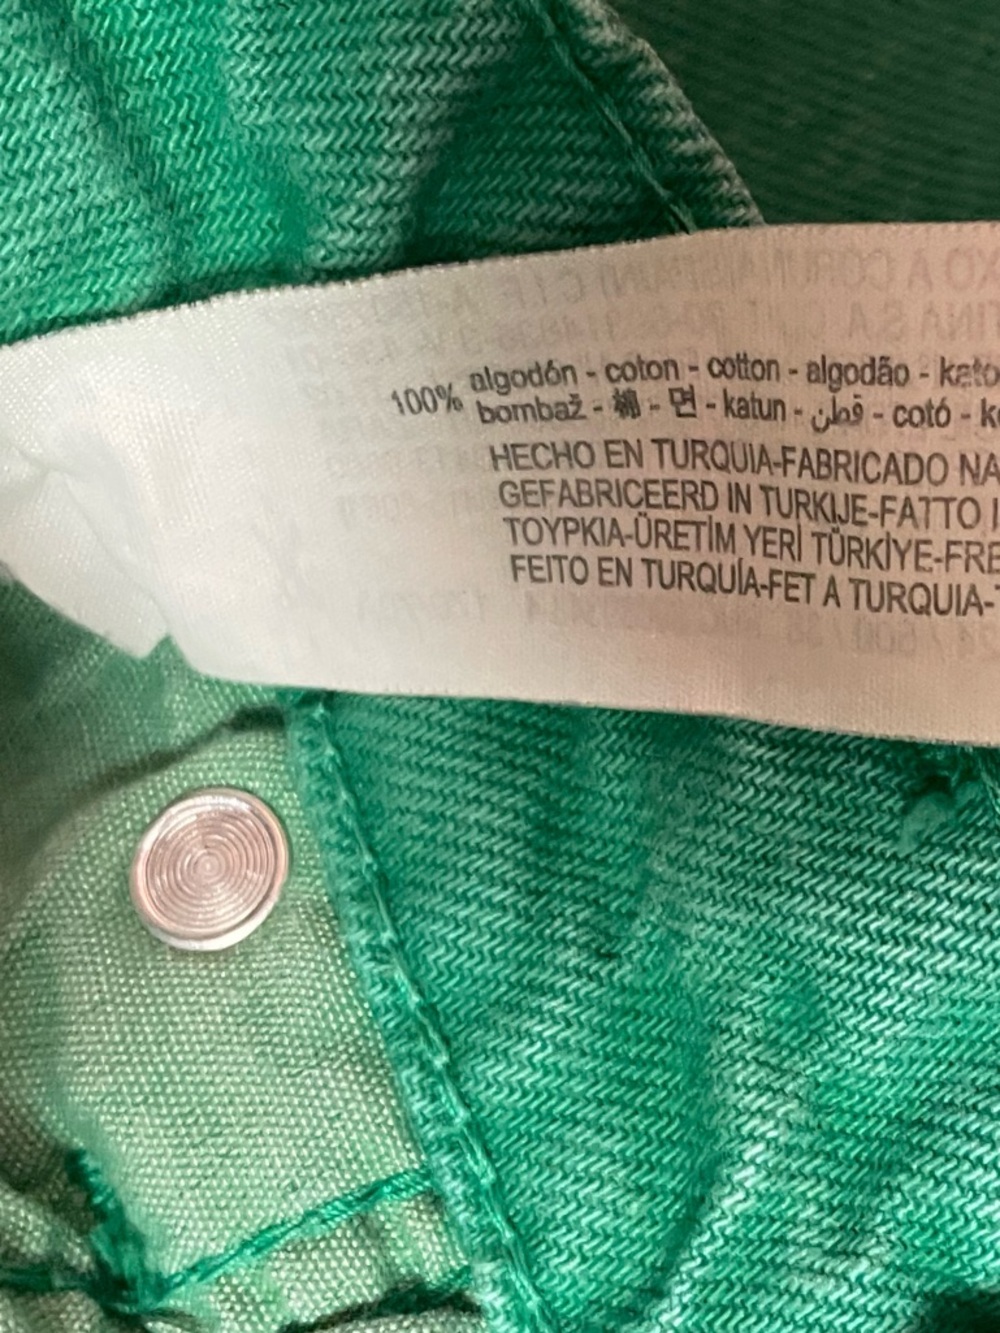 100% algodón - coton - cotton - algodão - kato
bombaž - 棉 - 면 - katun - قطن - cotó - k
HECHO EN TURQUIA-FABRICADO NA
GEFABRICEERD IN TURKIJE-FATTO I
TOYPKIA-ÜRETİM YERİ TÜRKİYE-FRE
FEITO EN TURQUÍA-FET A TURQUIA-